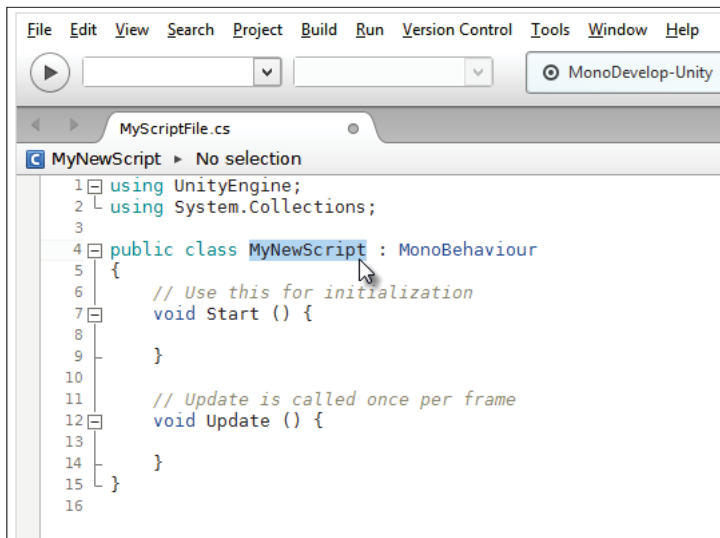 File Edit View Search Project Build Run Version Control Tools Window Help
MonoDevelop-Unity
MyScriptFile.cs
MyNewScript ▸ No selection
1 using UnityEngine;
2 using System.Collections;
3
4 public class MyNewScript : MonoBehaviour
5 {
6     // Use this for initialization
7     void Start () {
8
9     }
10
11     // Update is called once per frame
12     void Update () {
13
14     }
15 }
16